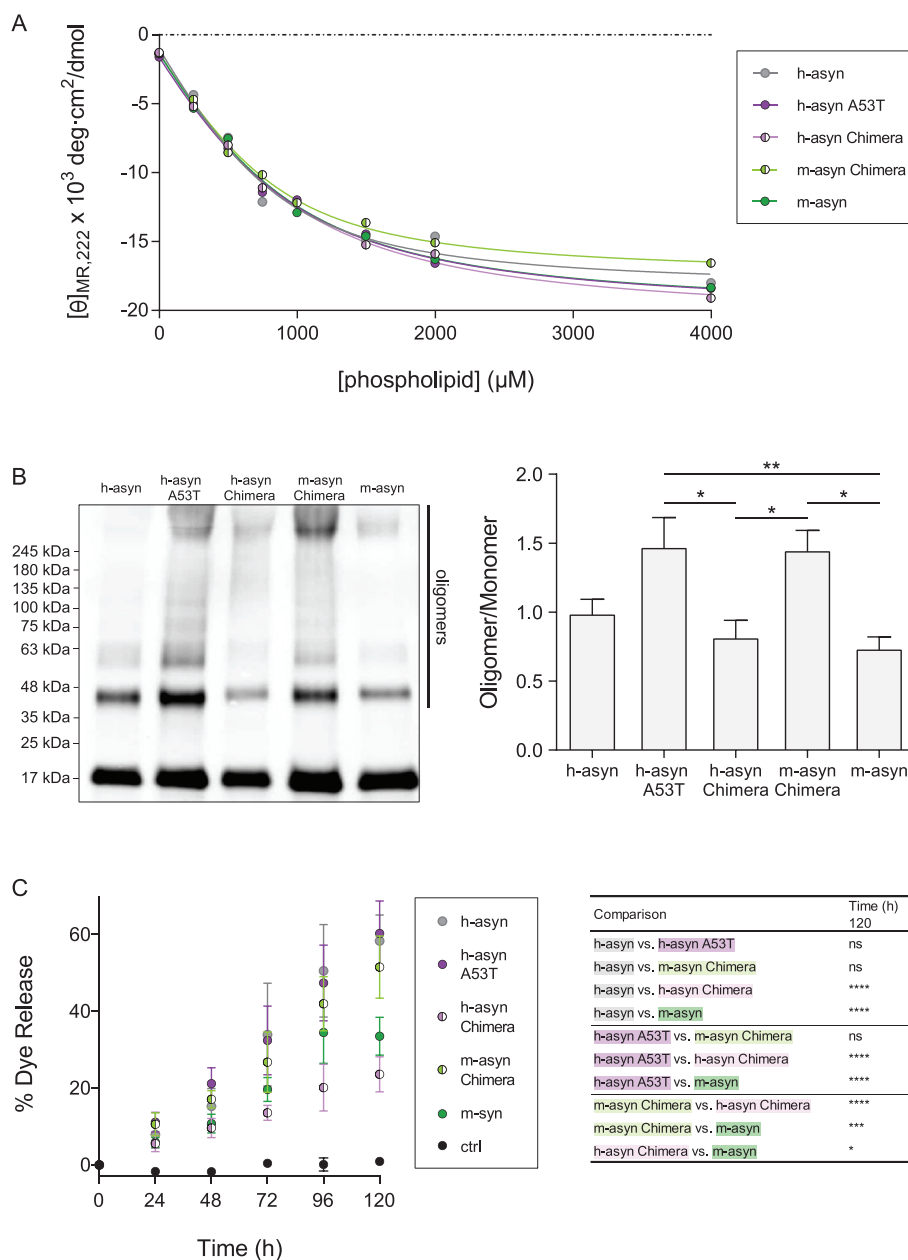 A
[θ]MR,222 x 10³ deg·cm²/dmol
0
-5
-10
-15
-20
0
1000
2000
3000
4000
[phospholipid] (µM)
h-asyn
h-asyn A53T
h-asyn Chimera
m-asyn Chimera
m-asyn
B
h-asyn
h-asyn
A53T
h-asyn
Chimera
m-asyn
Chimera
m-asyn
245 kDa
180 kDa
135 kDa
100 kDa
75 kDa
63 kDa
48 kDa
35 kDa
25 kDa
17 kDa
oligomers
Oligomer/Monomer
2.0
1.5
1.0
0.5
0.0
**
*
*
*
h-asyn
h-asyn
A53T
h-asyn
Chimera
m-asyn
Chimera
m-asyn
C
% Dye Release
60
40
20
0
0
24
48
72
96
120
Time (h)
h-asyn
h-asyn
A53T
h-asyn
Chimera
m-asyn
Chimera
m-syn
ctrl
Comparison Time (h)
120
h-asyn vs. h-asyn A53T ns
h-asyn vs. m-asyn Chimera ns
h-asyn vs. h-asyn Chimera ****
h-asyn vs. m-asyn ****
h-asyn A53T vs. m-asyn Chimera ns
h-asyn A53T vs. h-asyn Chimera ****
h-asyn A53T vs. m-asyn ****
m-asyn Chimera vs. h-asyn Chimera ****
m-asyn Chimera vs. m-asyn ***
h-asyn Chimera vs. m-asyn *